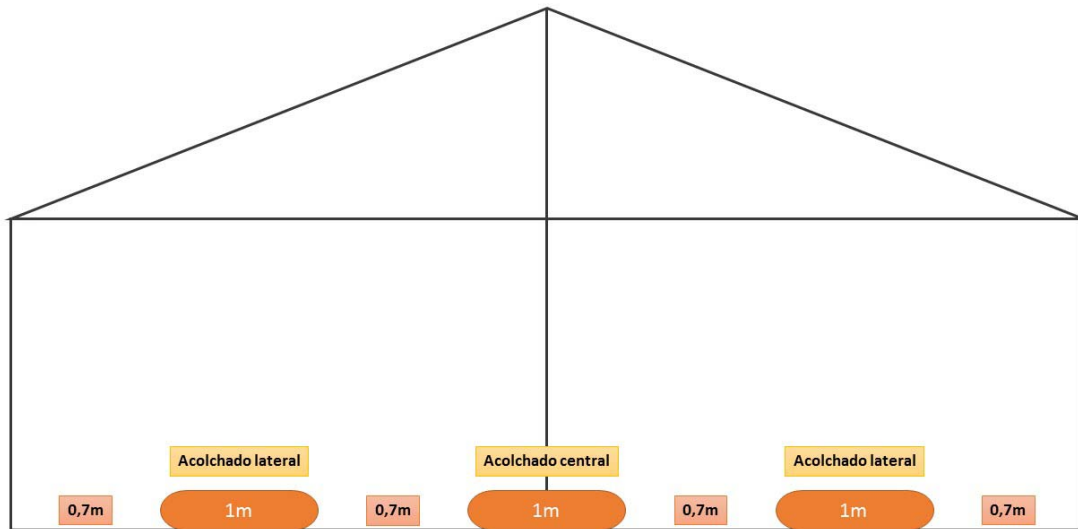 Acolchado lateral
Acolchado central
Acolchado lateral
0,7m
1m
0,7m
1m
0,7m
1m
0,7m